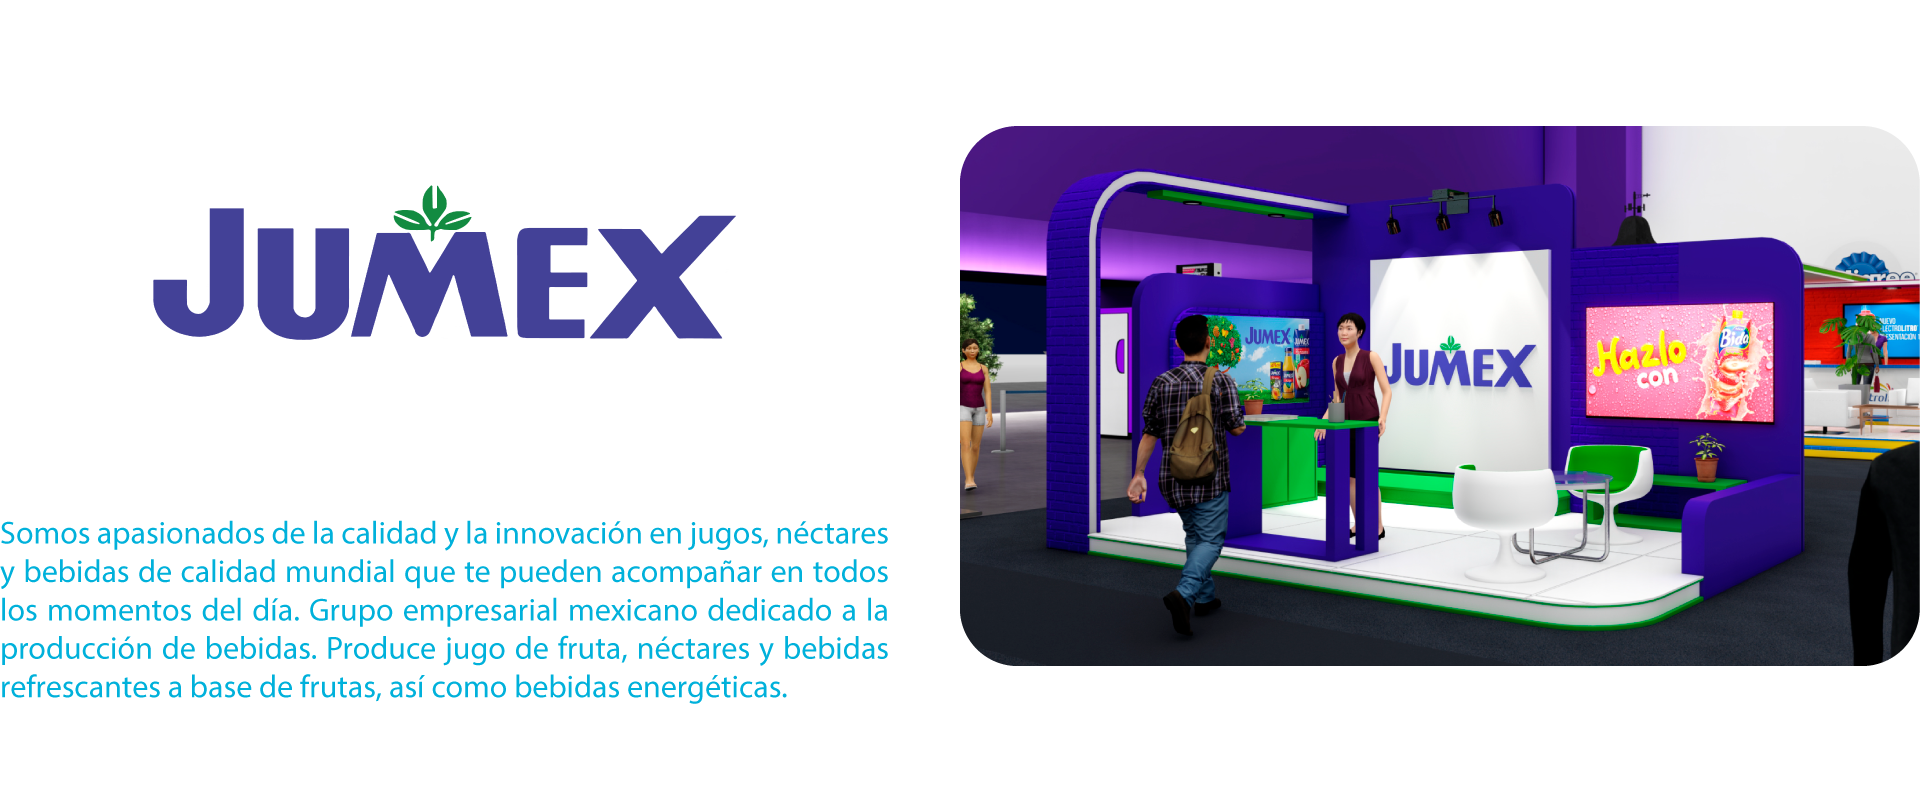 JUMEX
Somos apasionados de la calidad y la innovación en jugos, néctares
y bebidas de calidad mundial que te pueden acompañar en todos
los momentos del día. Grupo empresarial mexicano dedicado a la
producción de bebidas. Produce jugo de fruta, néctares y bebidas
refrescantes a base de frutas, así como bebidas energéticas.
JUMEX
JUMEX
Hazlo
con
Bida